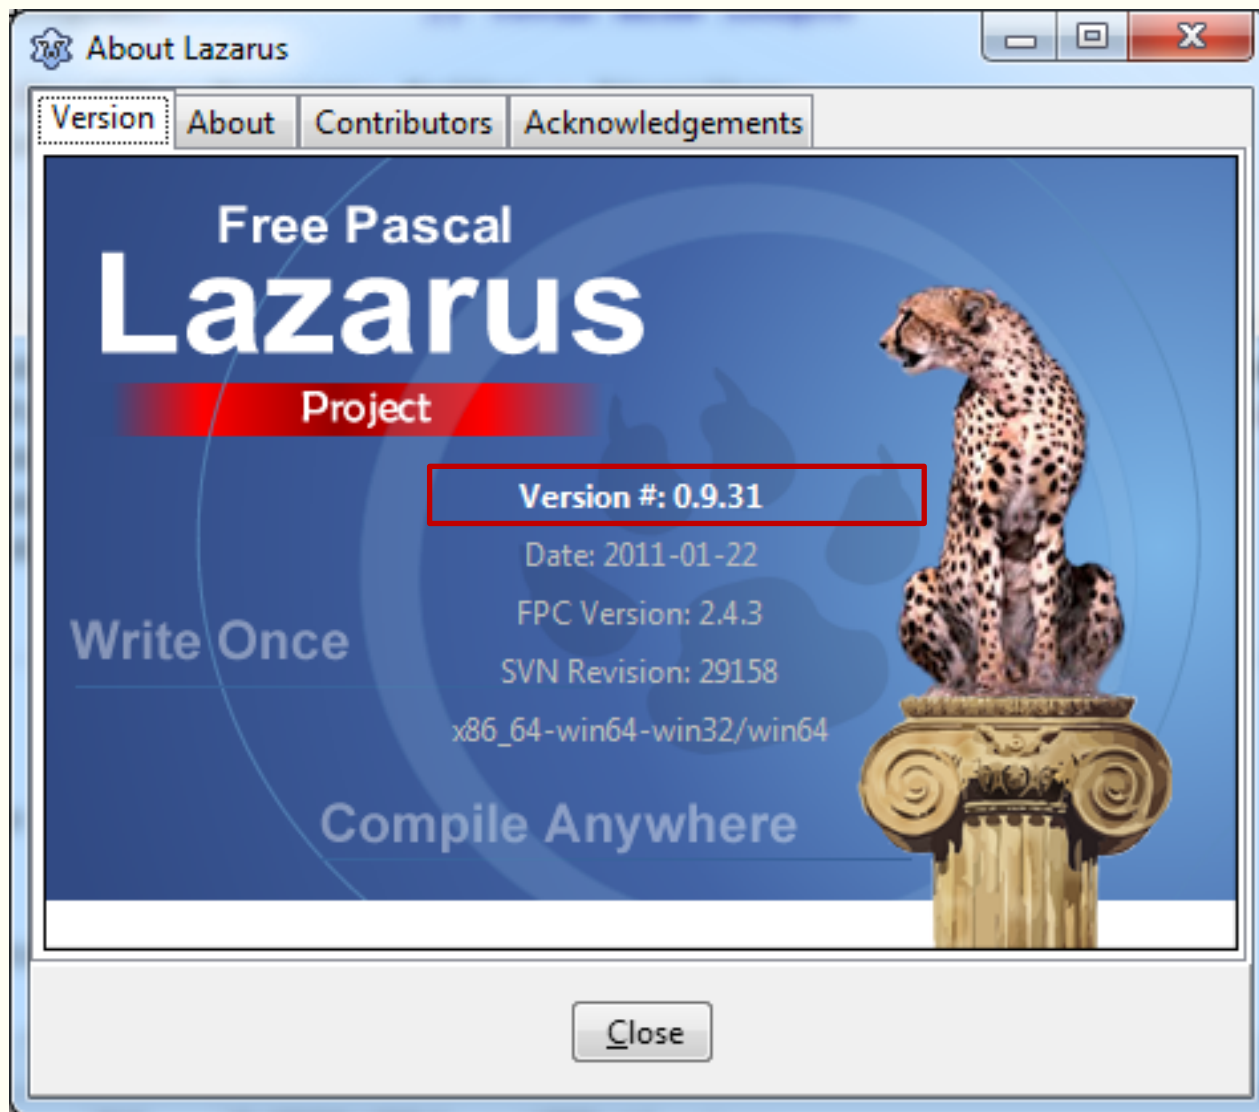 About Lazarus
Version About Contributors Acknowledgements
Free Pascal
Lazarus
Project
Version #: 0.9.31
Date: 2011-01-22
FPC Version: 2.4.3
Write Once
SVN Revision: 29158
x86_64-win64-win32/win64
Compile Anywhere
Close